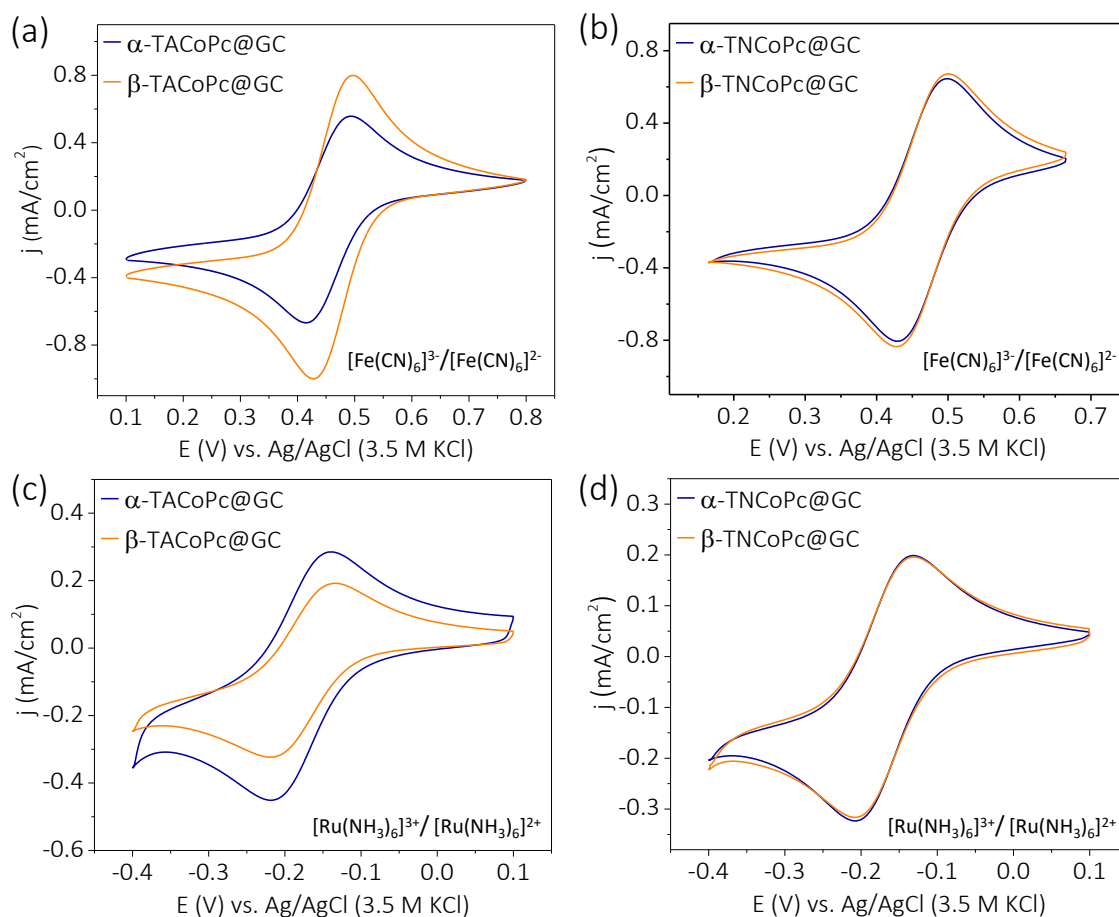 (a)
α-TACoPc@GC
β-TACoPc@GC
j (mA/cm²)
0.8
0.4
0.0
-0.4
-0.8
[Fe(CN)₆]³⁻/[Fe(CN)₆]²⁻
0.1 0.2 0.3 0.4 0.5 0.6 0.7 0.8
E (V) vs. Ag/AgCl (3.5 M KCl)
(b)
α-TNCoPc@GC
β-TNCoPc@GC
j (mA/cm²)
0.8
0.4
0.0
-0.4
-0.8
[Fe(CN)₆]³⁻/[Fe(CN)₆]²⁻
0.2 0.3 0.4 0.5 0.6 0.7
E (V) vs. Ag/AgCl (3.5 M KCl)
(c)
α-TACoPc@GC
β-TACoPc@GC
j (mA/cm²)
0.4
0.2
0.0
-0.2
-0.4
-0.6
[Ru(NH₃)₆]³⁺/ [Ru(NH₃)₆]²⁺
-0.4 -0.3 -0.2 -0.1 0.0 0.1
E (V) vs. Ag/AgCl (3.5 M KCl)
(d)
α-TNCoPc@GC
β-TNCoPc@GC
j (mA/cm²)
0.3
0.2
0.1
0.0
-0.1
-0.2
-0.3
[Ru(NH₃)₆]³⁺/ [Ru(NH₃)₆]²⁺
-0.4 -0.3 -0.2 -0.1 0.0 0.1
E (V) vs. Ag/AgCl (3.5 M KCl)